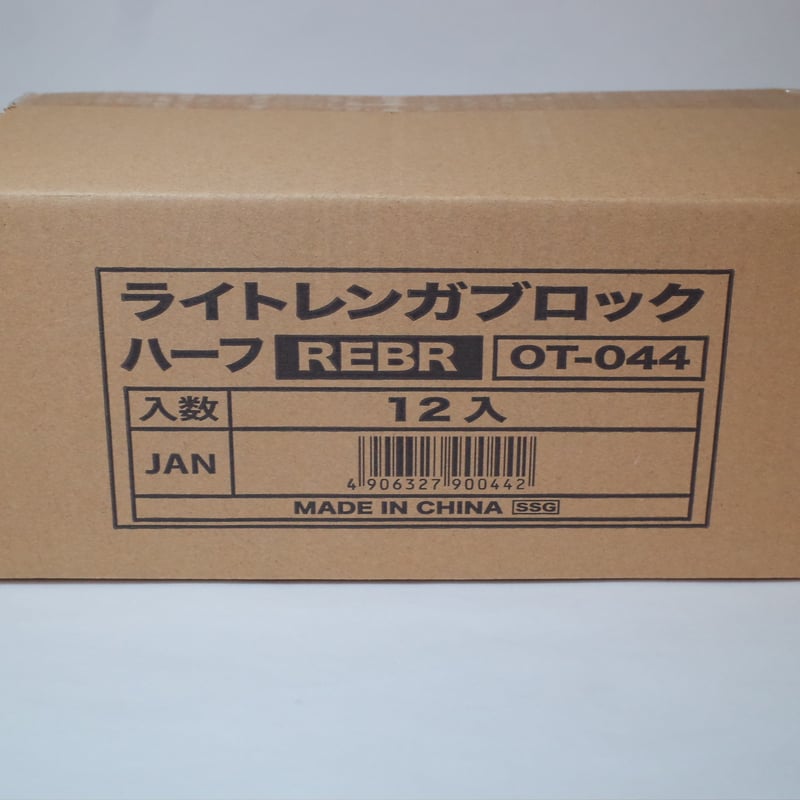 ライトレンガブロック
ハーフ REBR OT-044
入数 12入
JAN
4 906327 900442
MADE IN CHINA SSG